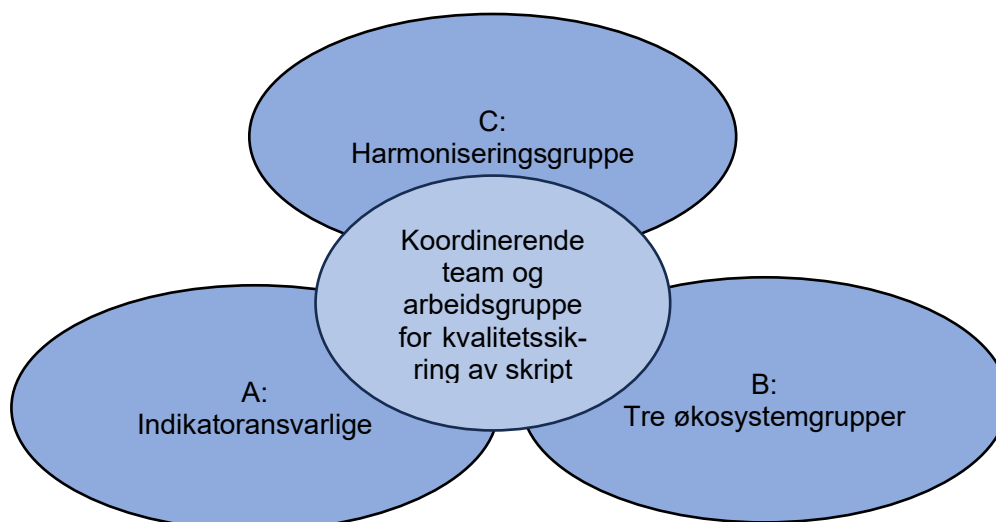 C:
Harmoniseringsgruppe
Koordinerende
team og
arbeidsgruppe
for kvalitetssik-
ring av skript
A:
Indikatoransvarlige
B:
Tre økosystemgrupper